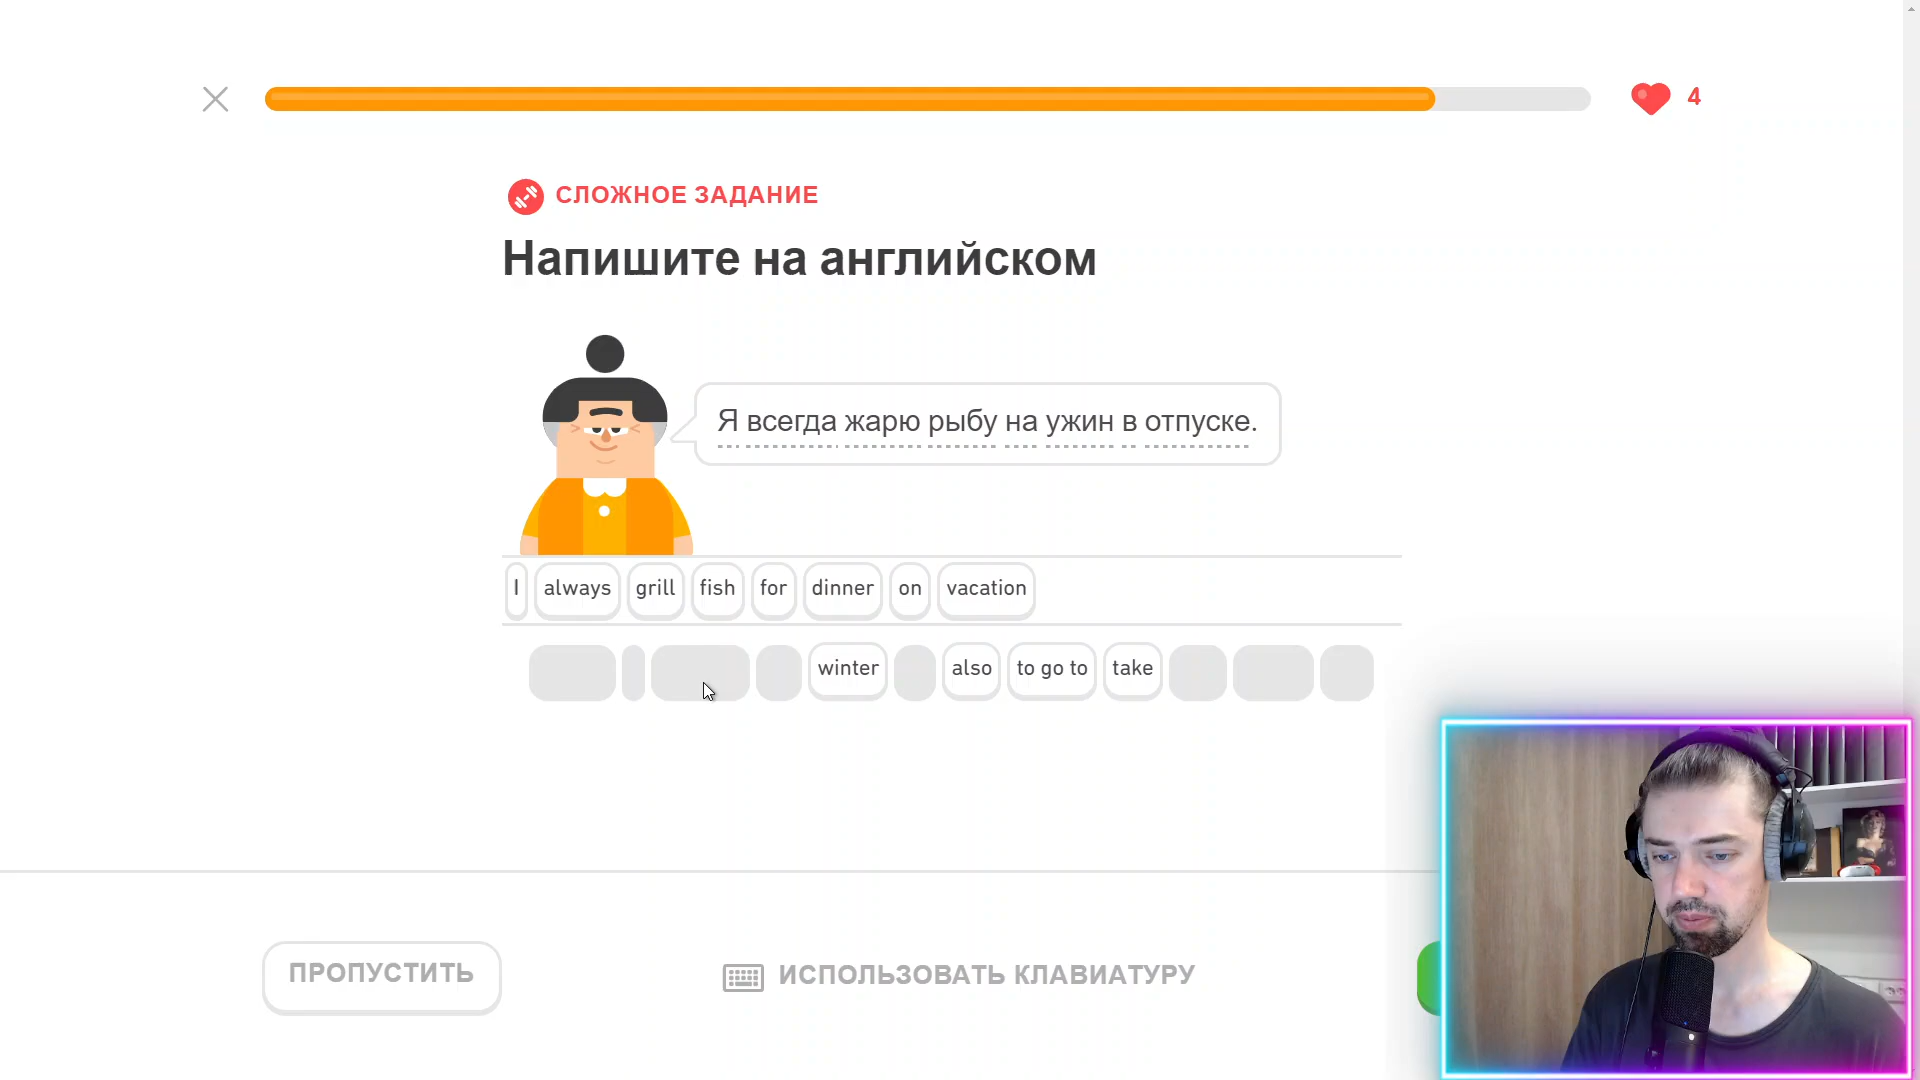 4
СЛОЖНОЕ ЗАДАНИЕ
Напишите на английском
Я всегда жарю рыбу на ужин в отпуске.
I always grill fish for dinner on vacation
winter also to go to take
ПРОПУСТИТЬ
ИСПОЛЬЗОВАТЬ КЛАВИАТУРУ